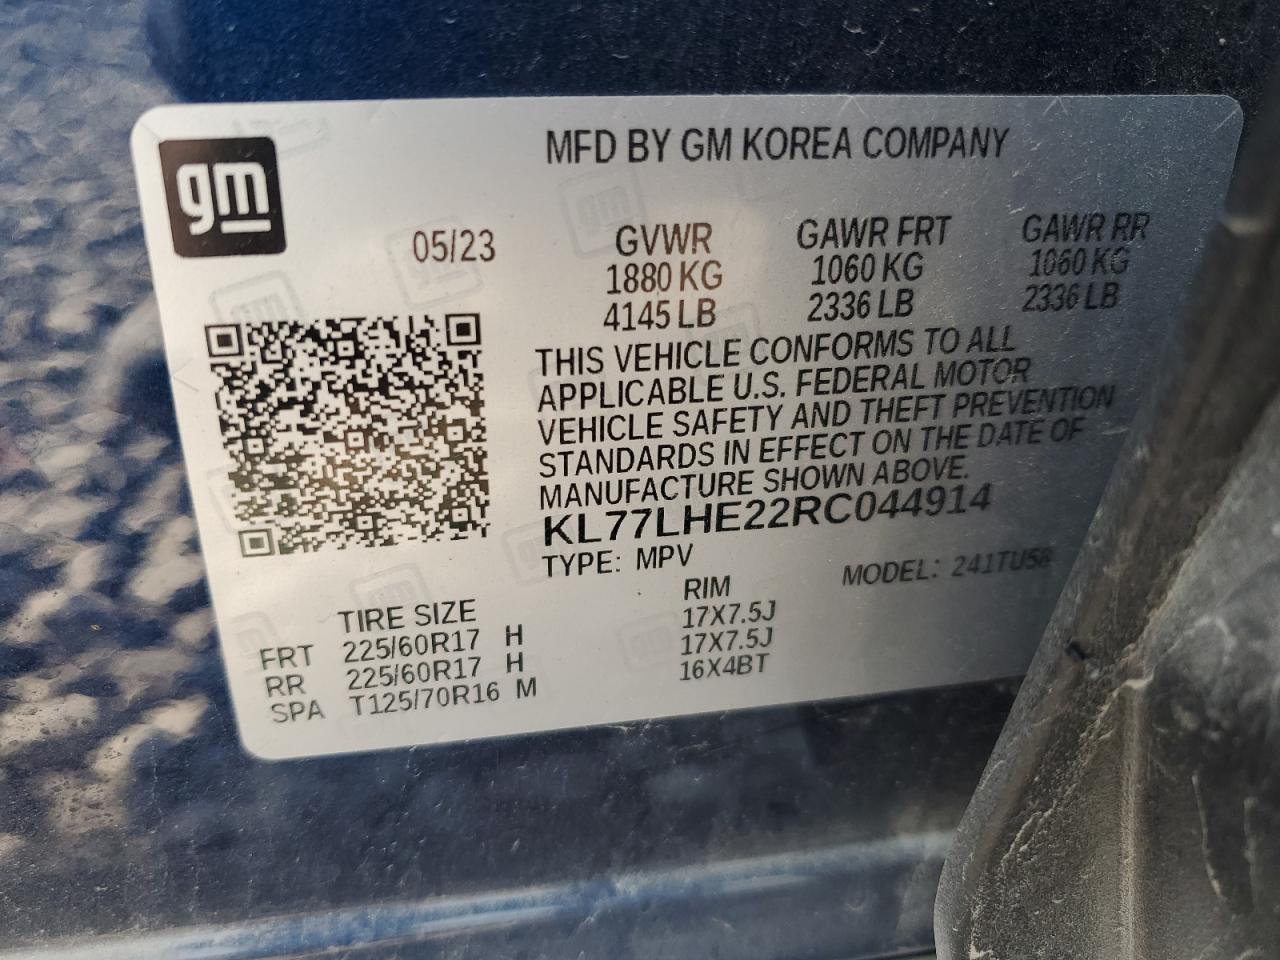 gm
MFD BY GM KOREA COMPANY
05/23 GVWR GAWR FRT GAWR RR
1880 KG 1060 KG 1060 KG
4145 LB 2336 LB 2336 LB
THIS VEHICLE CONFORMS TO ALL
APPLICABLE U.S. FEDERAL MOTOR
VEHICLE SAFETY AND THEFT PREVENTION
STANDARDS IN EFFECT ON THE DATE OF
MANUFACTURE SHOWN ABOVE.
KL77LHE22RC044914
TYPE: MPV MODEL: 241TU58
TIRE SIZE RIM
FRT 225/60R17 H 17X7.5J
RR 225/60R17 H 17X7.5J
SPA T125/70R16 M 16X4BT